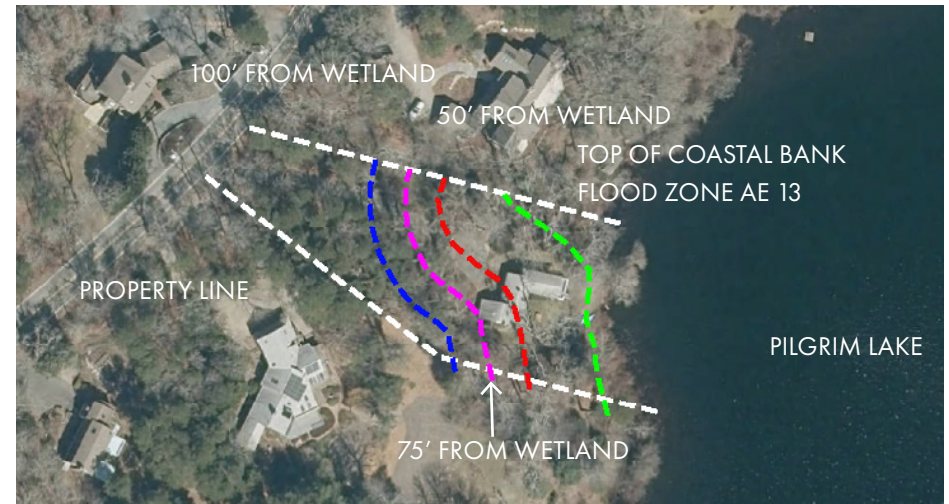 100' FROM WETLAND
50' FROM WETLAND
TOP OF COASTAL BANK
FLOOD ZONE AE 13
PROPERTY LINE
PILGRIM LAKE
75' FROM WETLAND